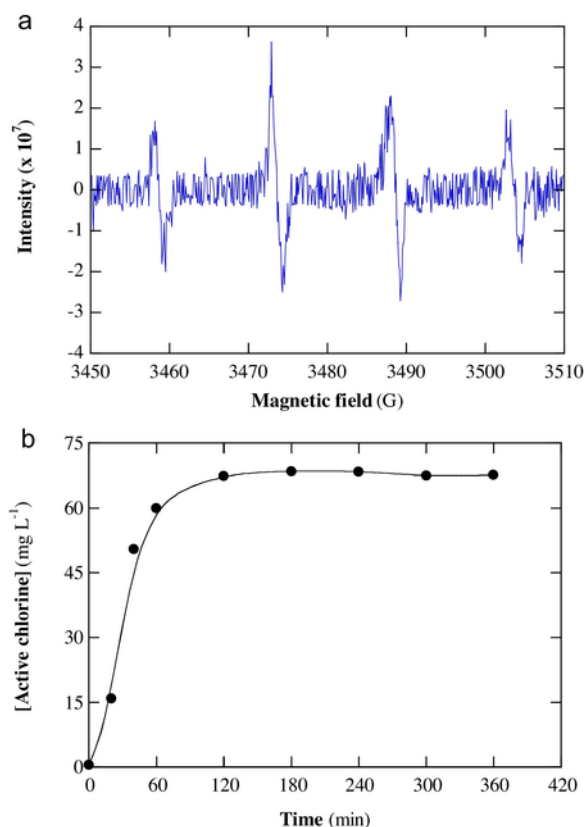 a
4
3
2
1
0
-1
-2
-3
-4
Intensity (x 10⁷)
3450 3460 3470 3480 3490 3500 3510
Magnetic field (G)
b
75
60
45
30
15
0
[Active chlorine] (mg L⁻¹)
0 60 120 180 240 300 360 420
Time (min)